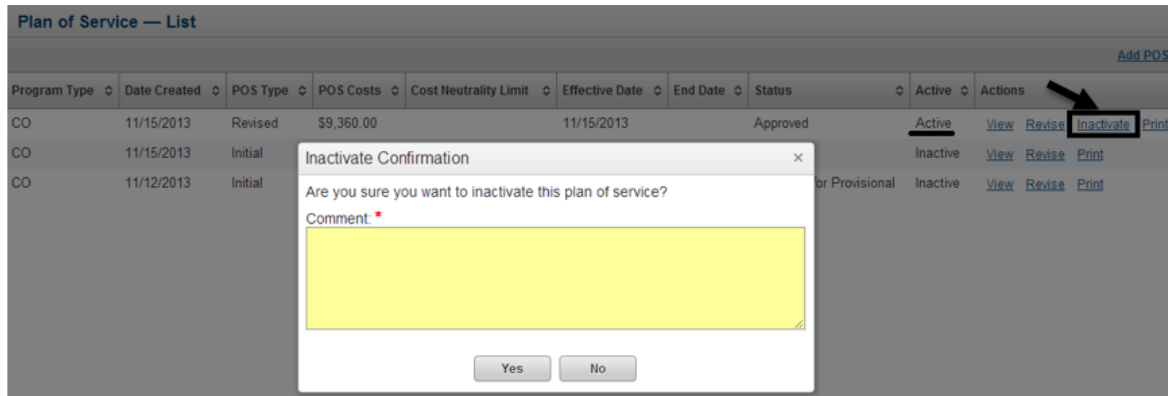 Plan of Service — List
Add POS
Program Type Date Created POS Type POS Costs Cost Neutrality Limit Effective Date End Date Status Active Actions
CO 11/15/2013 Revised $9,360.00 11/15/2013 Approved Active View Revise Inactivate Print
CO 11/15/2013 Initial Inactive View Revise Print
CO 11/12/2013 Initial for Provisional Inactive View Revise Print
Inactivate Confirmation ×
Are you sure you want to inactivate this plan of service?
Comment: *
Yes No